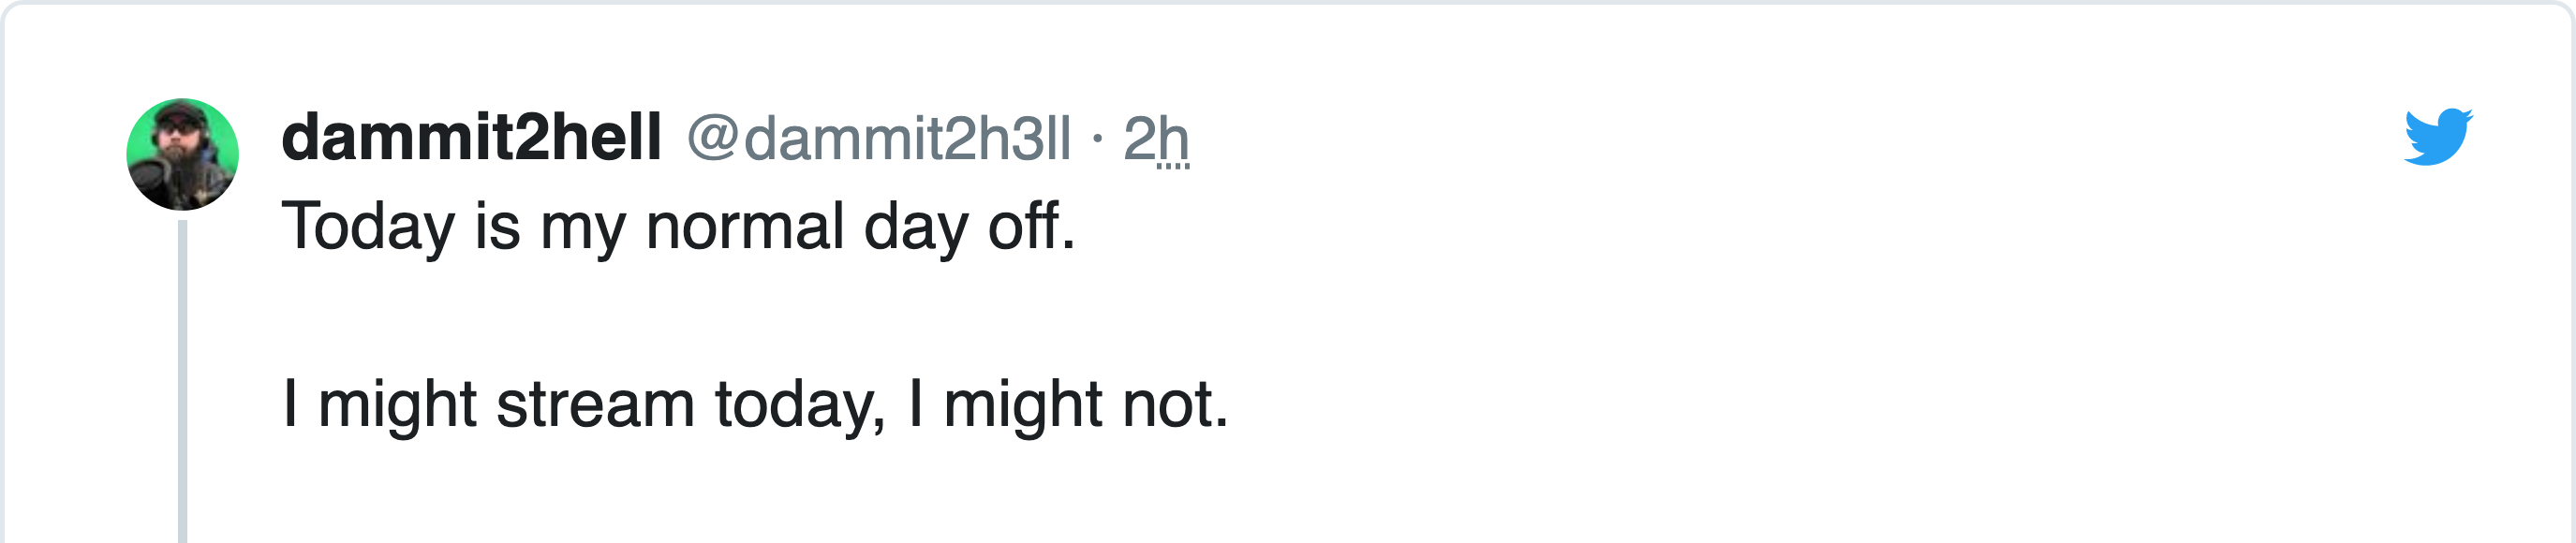 dammit2hell @dammit2h3ll · 2h
Today is my normal day off.
I might stream today, I might not.